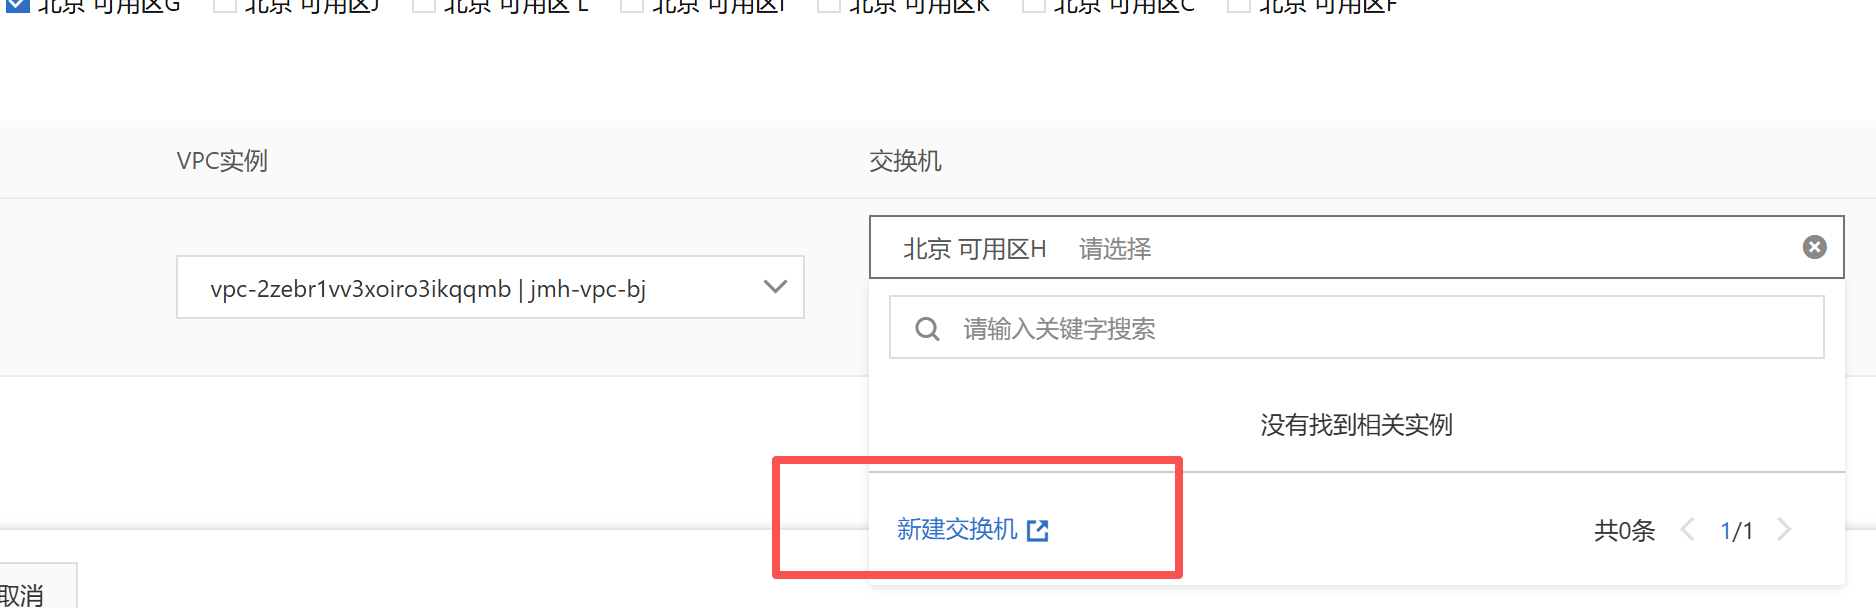 北京 可用区G 北京 可用区J 北京 可用区 L 北京 可用区I 北京 可用区K 北京 可用区C 北京 可用区F
VPC实例 交换机
北京 可用区H 请选择
vpc-2zebr1vv3xoiro3ikqqmb | jmh-vpc-bj
请输入关键字搜索
没有找到相关实例
新建交换机 共0条 1/1
取消